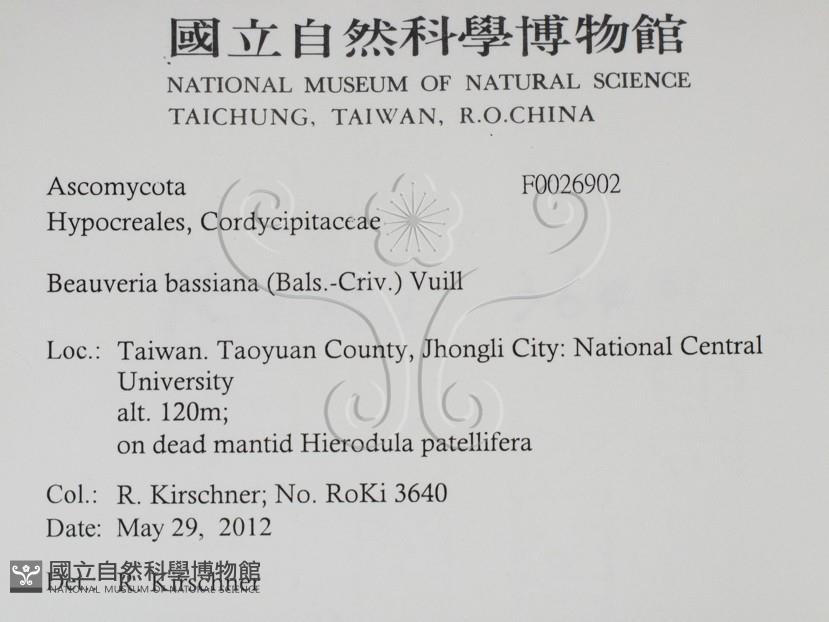 國立自然科學博物館
NATIONAL MUSEUM OF NATURAL SCIENCE
TAICHUNG, TAIWAN, R.O.CHINA
Ascomycota F0026902
Hypocreales, Cordycipitaceae
Beauveria bassiana (Bals.-Criv.) Vuill
Loc.: Taiwan. Taoyuan County, Jhongli City: National Central
University
alt. 120m;
on dead mantid Hierodula patellifera
Col.: R. Kirschner; No. RoKi 3640
Date: May 29, 2012
Det.: R. Kirschner
國立自然科學博物館
NATIONAL MUSEUM OF NATURAL SCIENCE